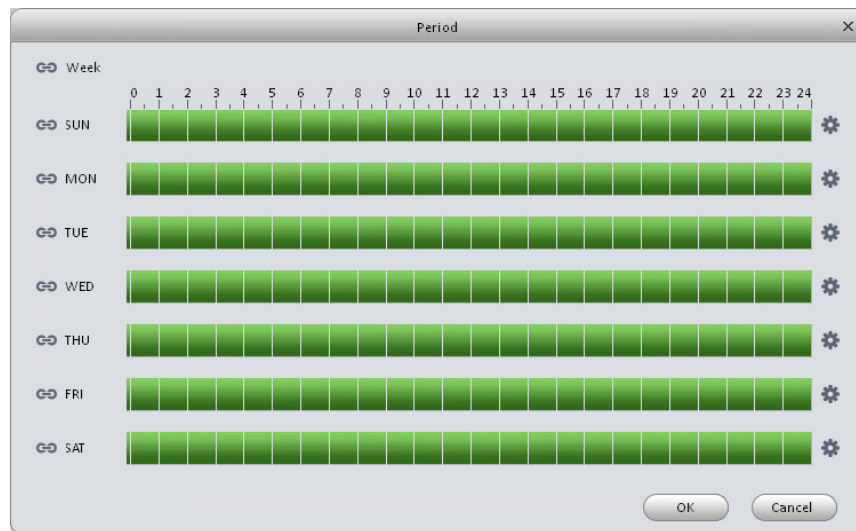 Period
Week
0 1 2 3 4 5 6 7 8 9 10 11 12 13 14 15 16 17 18 19 20 21 22 23 24
SUN
MON
TUE
WED
THU
FRI
SAT
OK Cancel